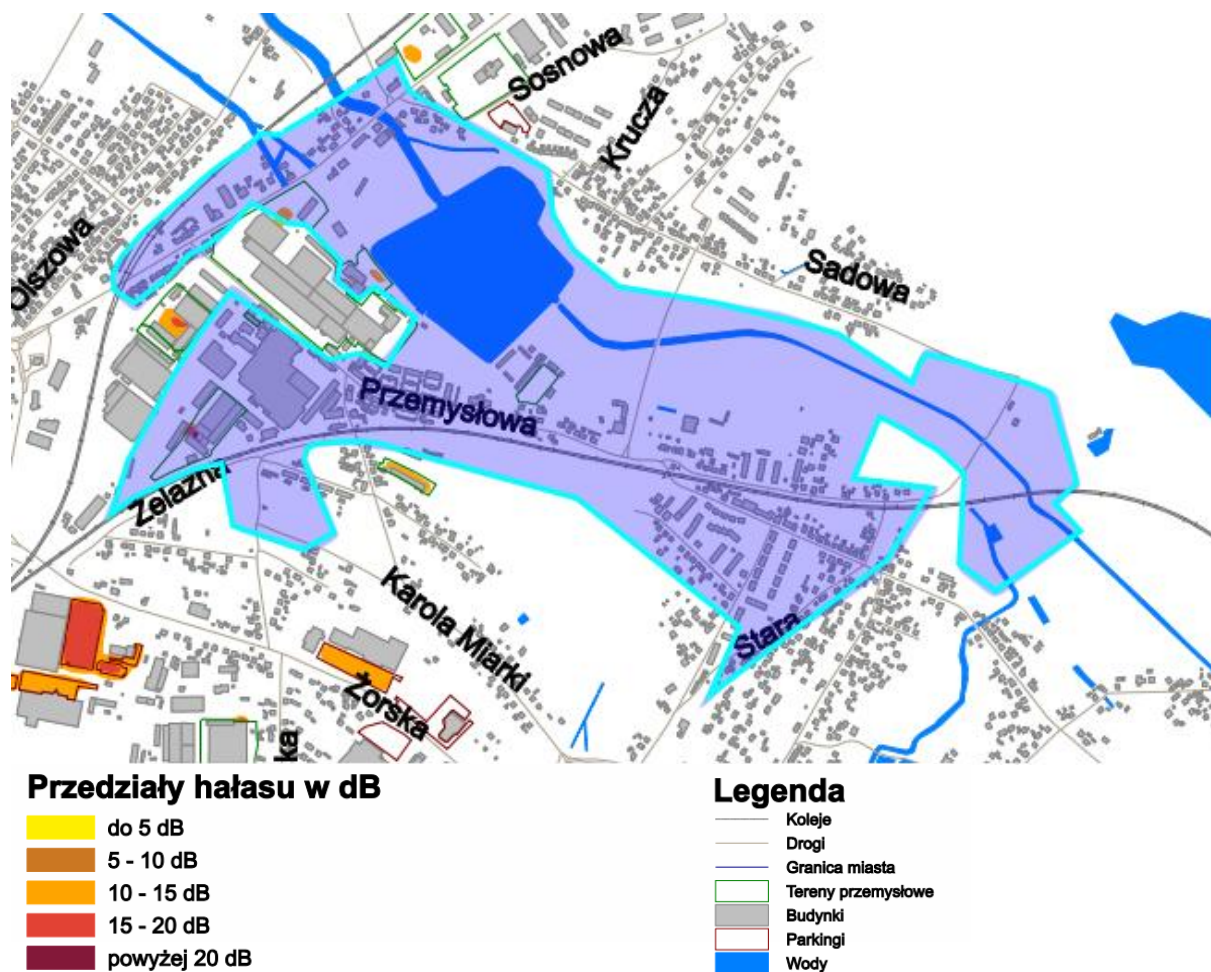 Sosnowa
Krucza
Olszowa
Sadowa
Przemysłowa
Żelazna
Karola Miarki
Stara
Żorska
ka
Przedziały hałasu w dB
do 5 dB
5 - 10 dB
10 - 15 dB
15 - 20 dB
powyżej 20 dB
Legenda
Koleje
Drogi
Granica miasta
Tereny przemysłowe
Budynki
Parkingi
Wody